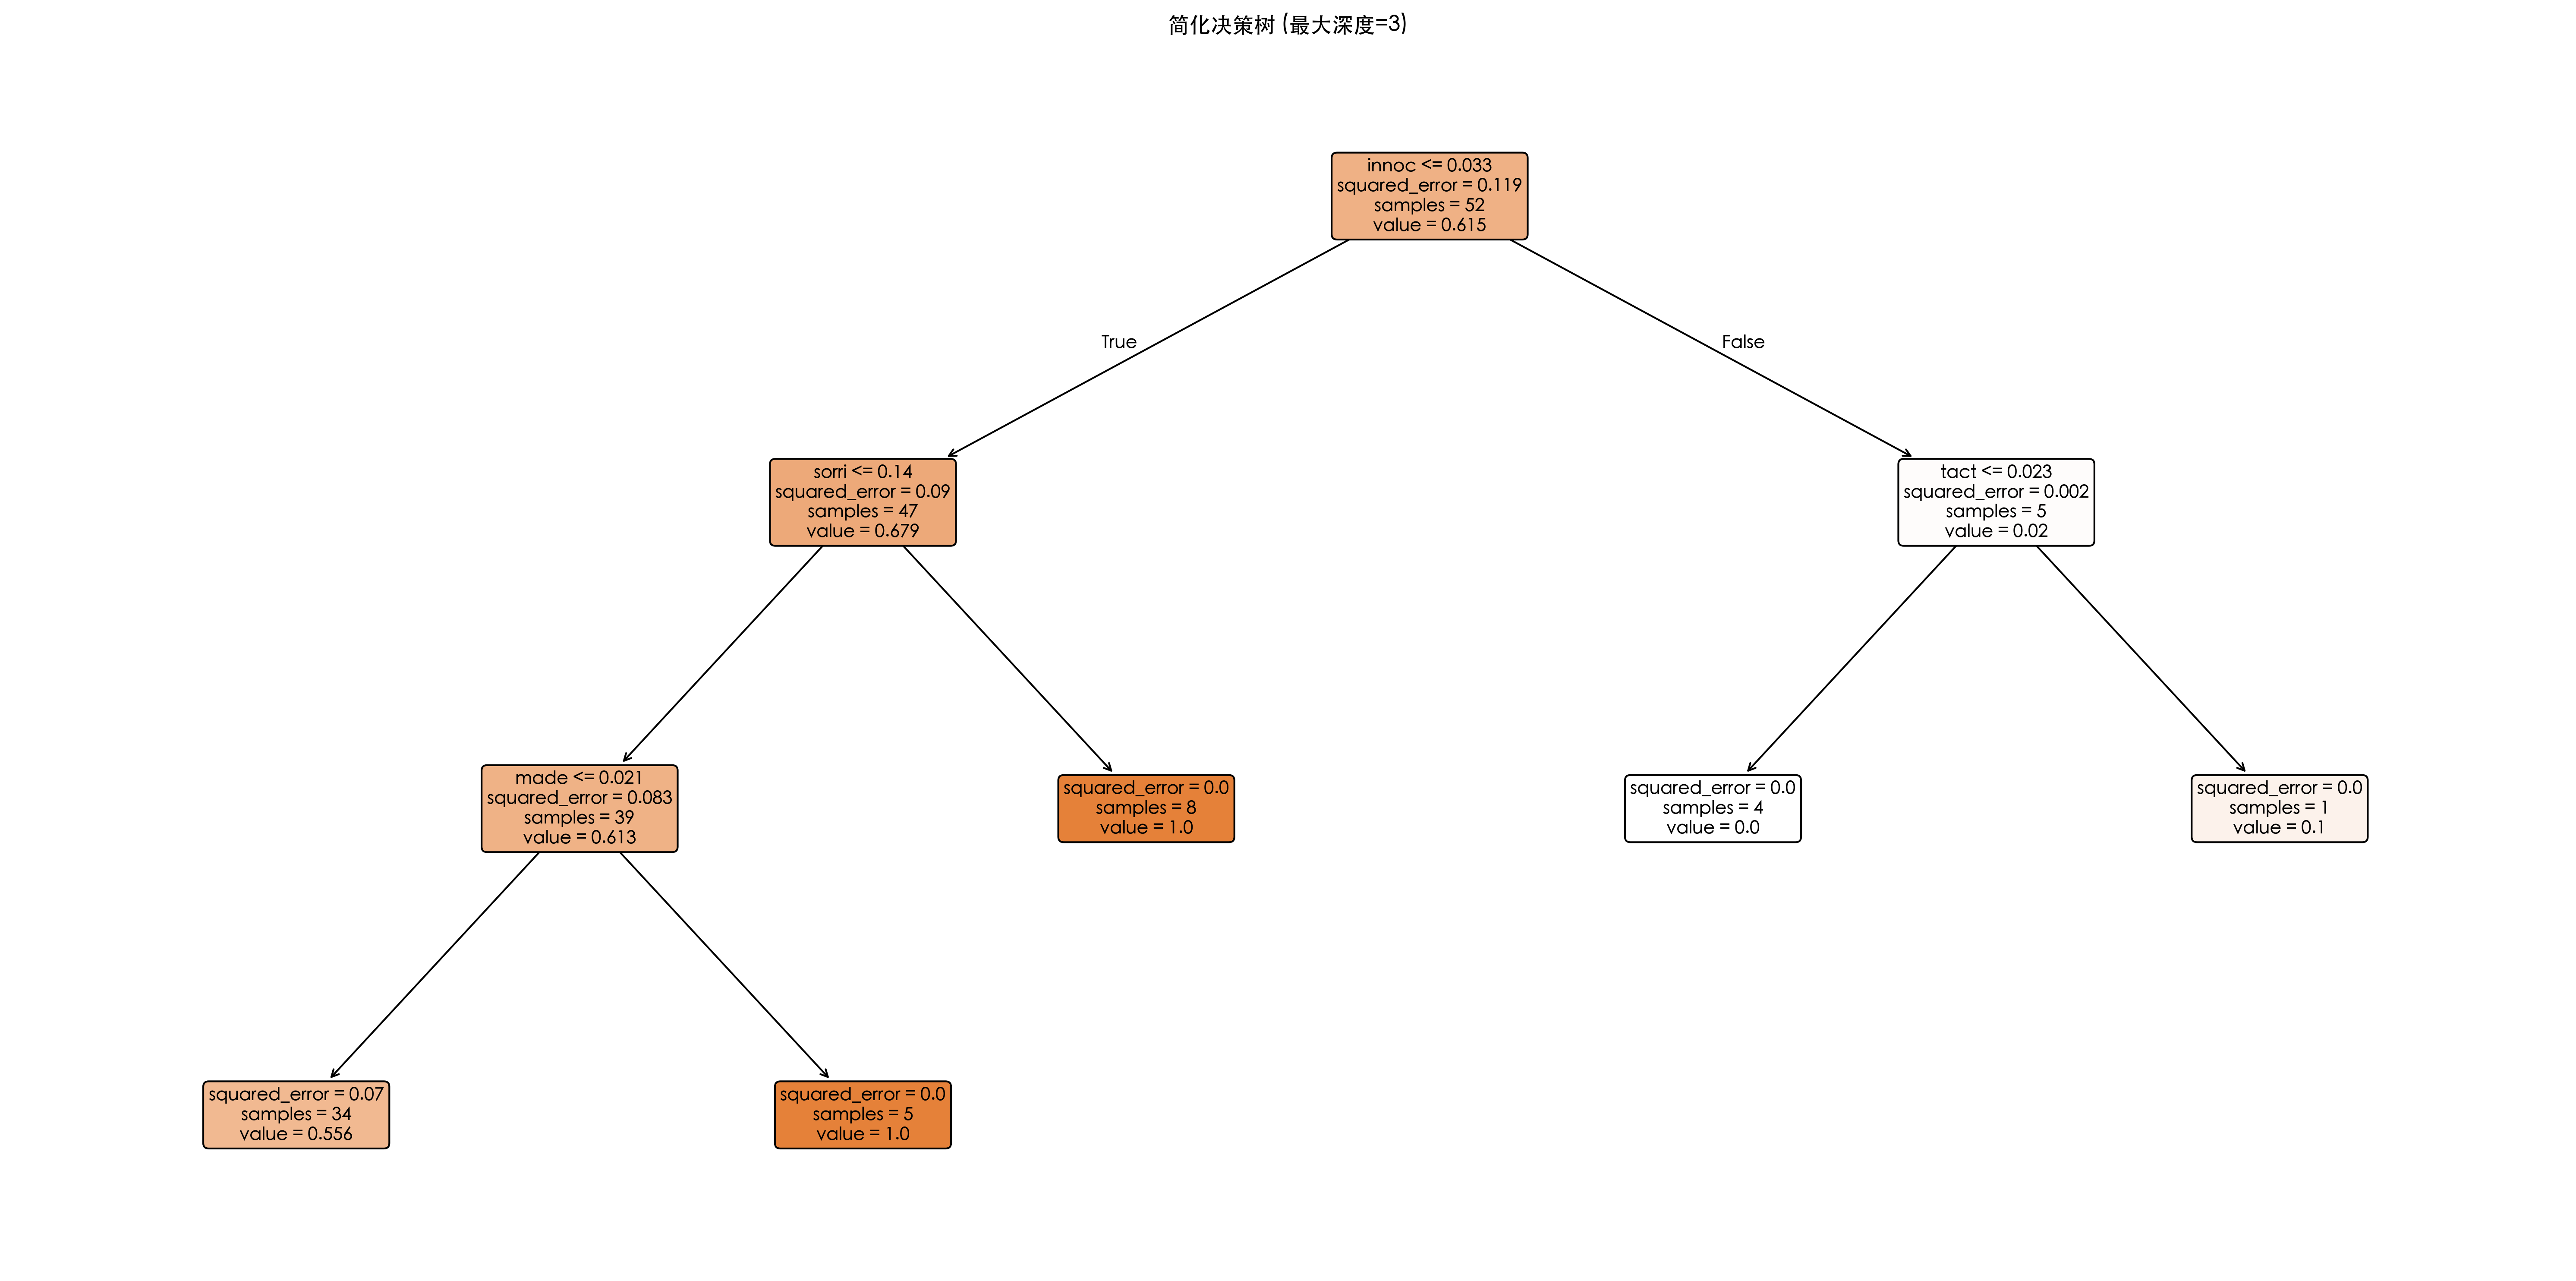 简化决策树 (最大深度=3)
innoc <= 0.033
squared_error = 0.119
samples = 52
value = 0.615
True
False
sorri <= 0.14
squared_error = 0.09
samples = 47
value = 0.679
tact <= 0.023
squared_error = 0.002
samples = 5
value = 0.02
made <= 0.021
squared_error = 0.083
samples = 39
value = 0.613
squared_error = 0.0
samples = 8
value = 1.0
squared_error = 0.0
samples = 4
value = 0.0
squared_error = 0.0
samples = 1
value = 0.1
squared_error = 0.07
samples = 34
value = 0.556
squared_error = 0.0
samples = 5
value = 1.0